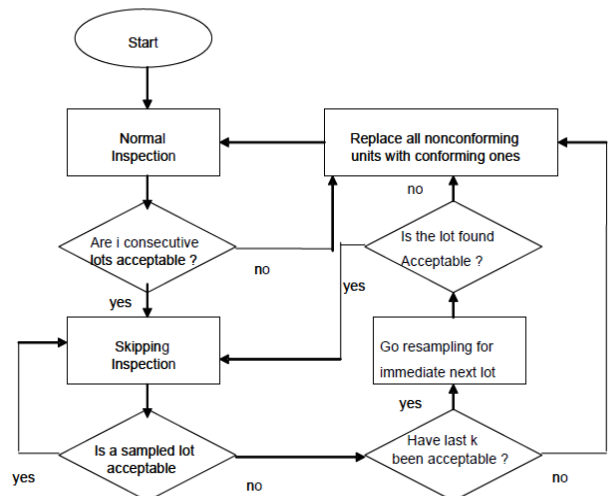 Start
Normal
Inspection
Replace all nonconforming
units with conforming ones
Are i consecutive
lots acceptable ?
no
yes
no
Is the lot found
Acceptable ?
yes
Skipping
Inspection
Go resampling for
immediate next lot
yes
Is a sampled lot
acceptable
yes
no
Have last k
been acceptable ?
no